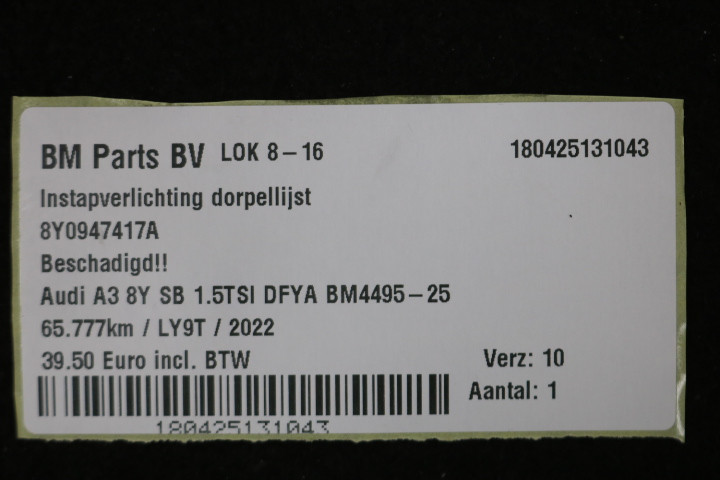 BM Parts BV LOK 8-16 180425131043
Instapverlichting dorpellijst
8Y0947417A
Beschadigd!!
Audi A3 8Y SB 1.5TSI DFYA BM4495-25
65.777km / LY9T / 2022
39.50 Euro incl. BTW Verz: 10
Aantal: 1
180425131043